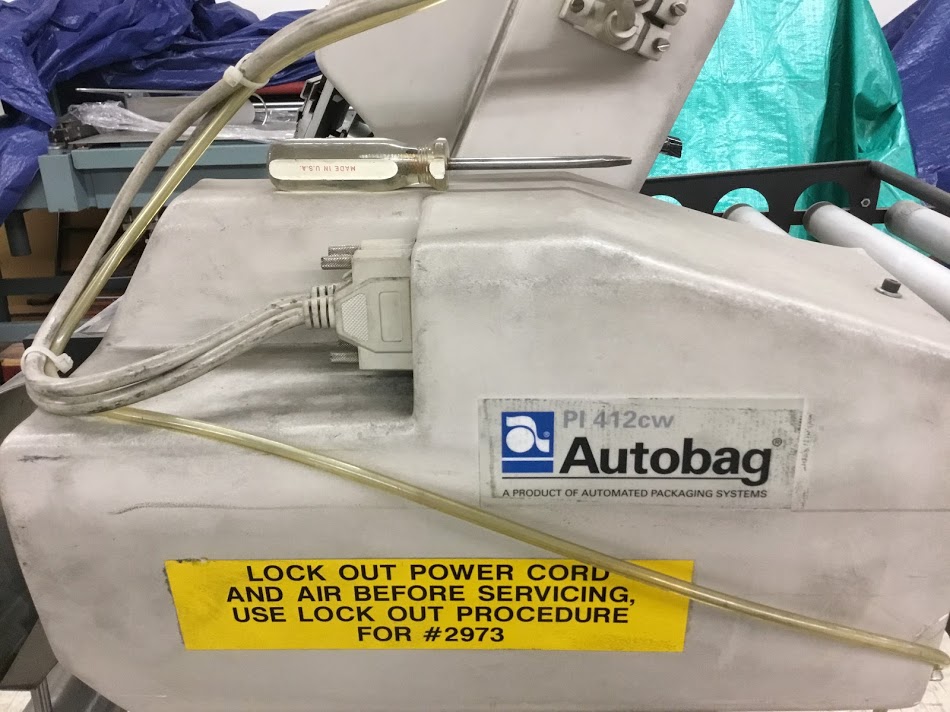 MADE IN U.S.A.
PI 412cw
a®
Autobag®
A PRODUCT OF AUTOMATED PACKAGING SYSTEMS
LOCK OUT POWER CORD
AND AIR BEFORE SERVICING,
USE LOCK OUT PROCEDURE
FOR #2973